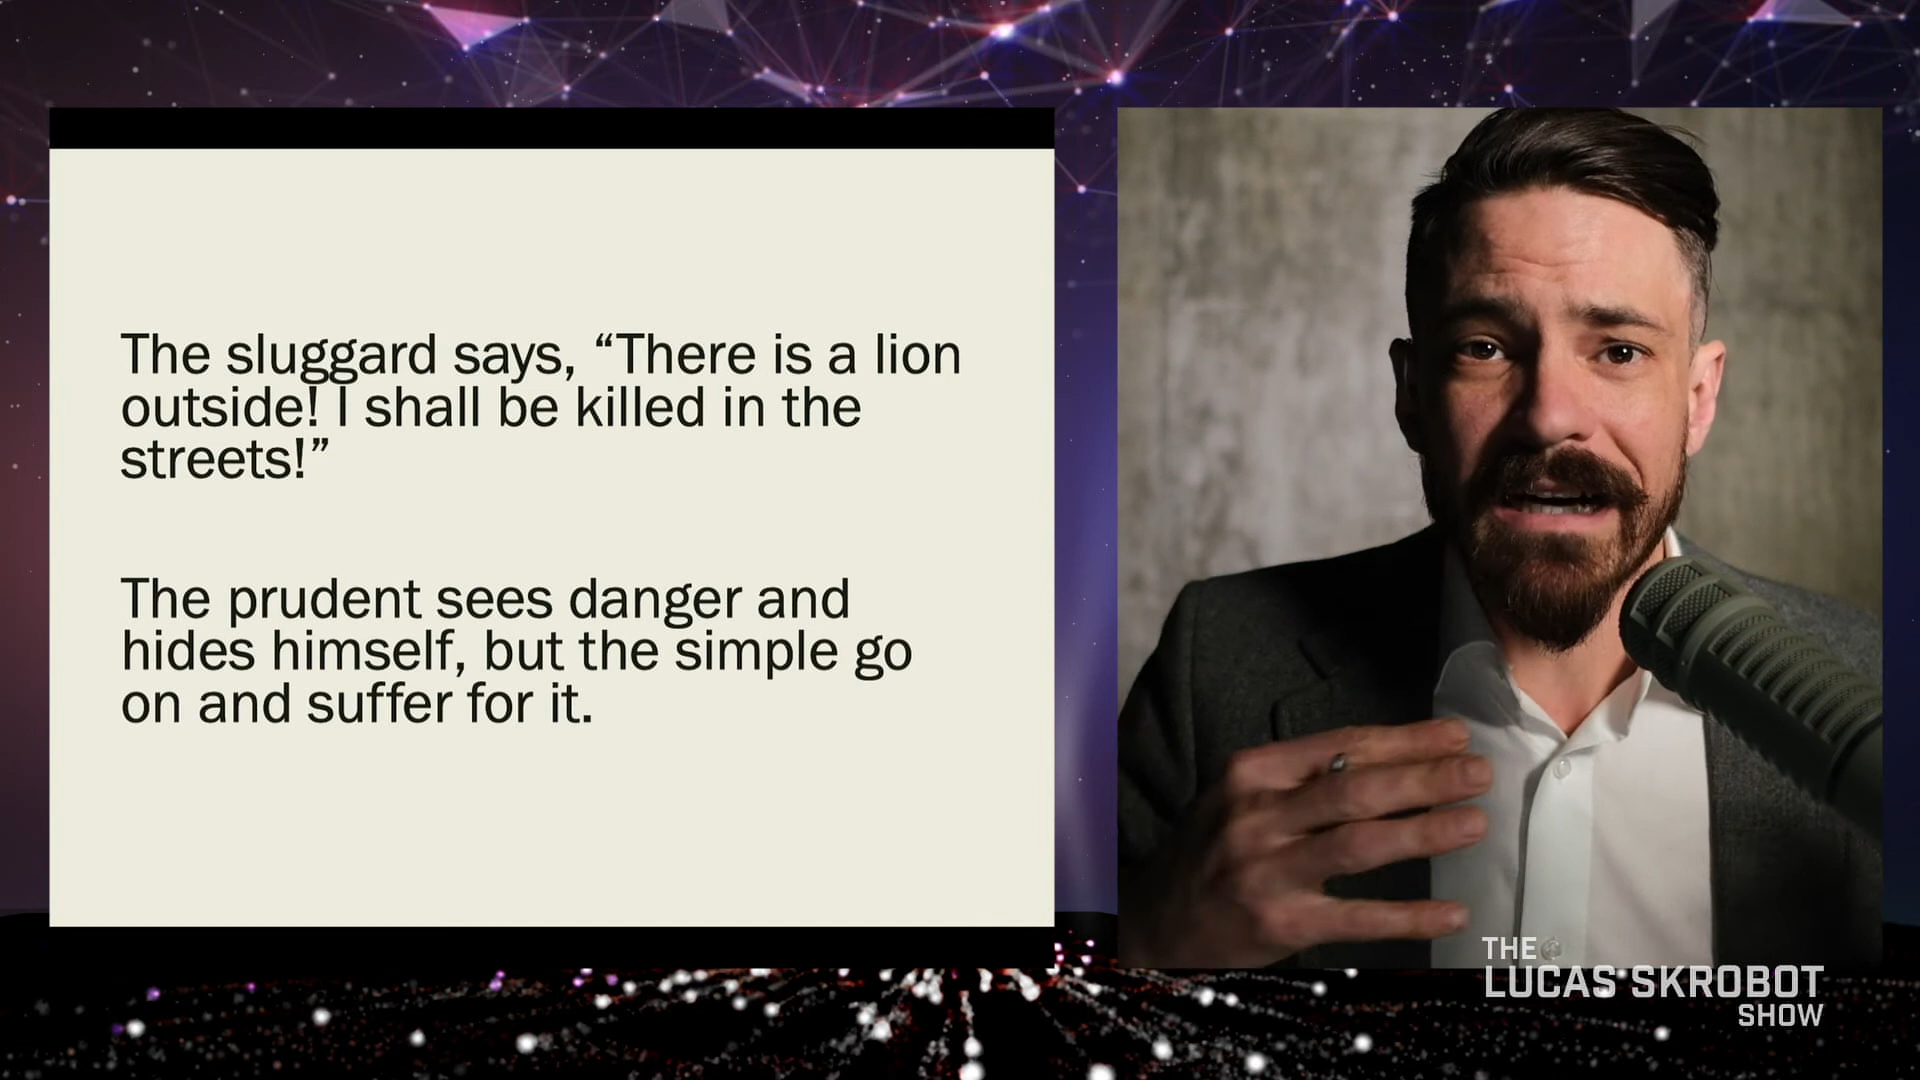 The sluggard says, “There is a lion
outside! I shall be killed in the
streets!”
The prudent sees danger and
hides himself, but the simple go
on and suffer for it.
THE
LUCAS SKROBOT
SHOW